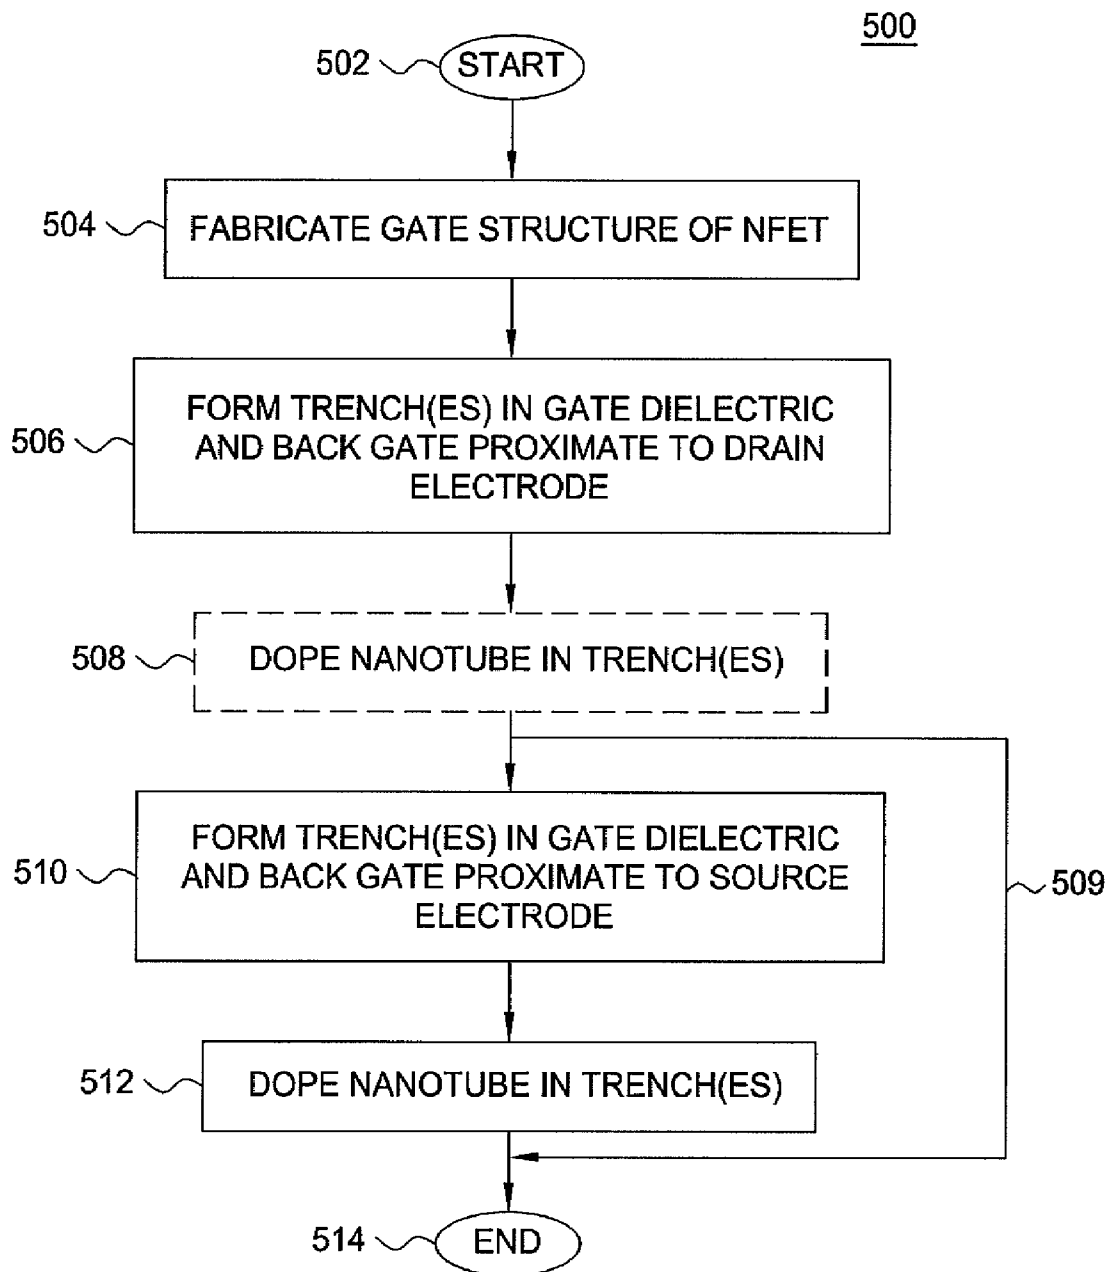 500
502
START
504
FABRICATE GATE STRUCTURE OF NFET
506
FORM TRENCH(ES) IN GATE DIELECTRIC
AND BACK GATE PROXIMATE TO DRAIN
ELECTRODE
508
DOPE NANOTUBE IN TRENCH(ES)
509
510
FORM TRENCH(ES) IN GATE DIELECTRIC
AND BACK GATE PROXIMATE TO SOURCE
ELECTRODE
512
DOPE NANOTUBE IN TRENCH(ES)
514
END